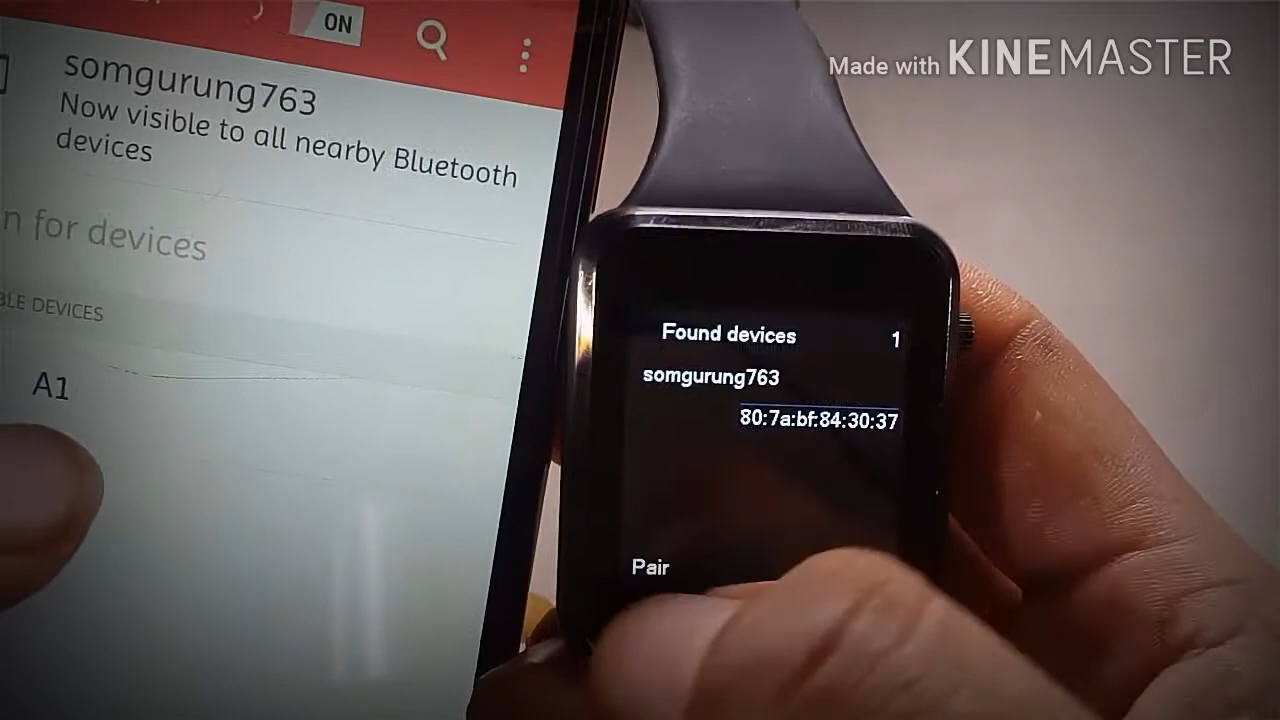 ON
somgurung763
Now visible to all nearby Bluetooth
devices
n for devices
BLE DEVICES
A1
Made with KINEMASTER
Found devices 1
somgurung763
80:7a:bf:84:30:37
Pair